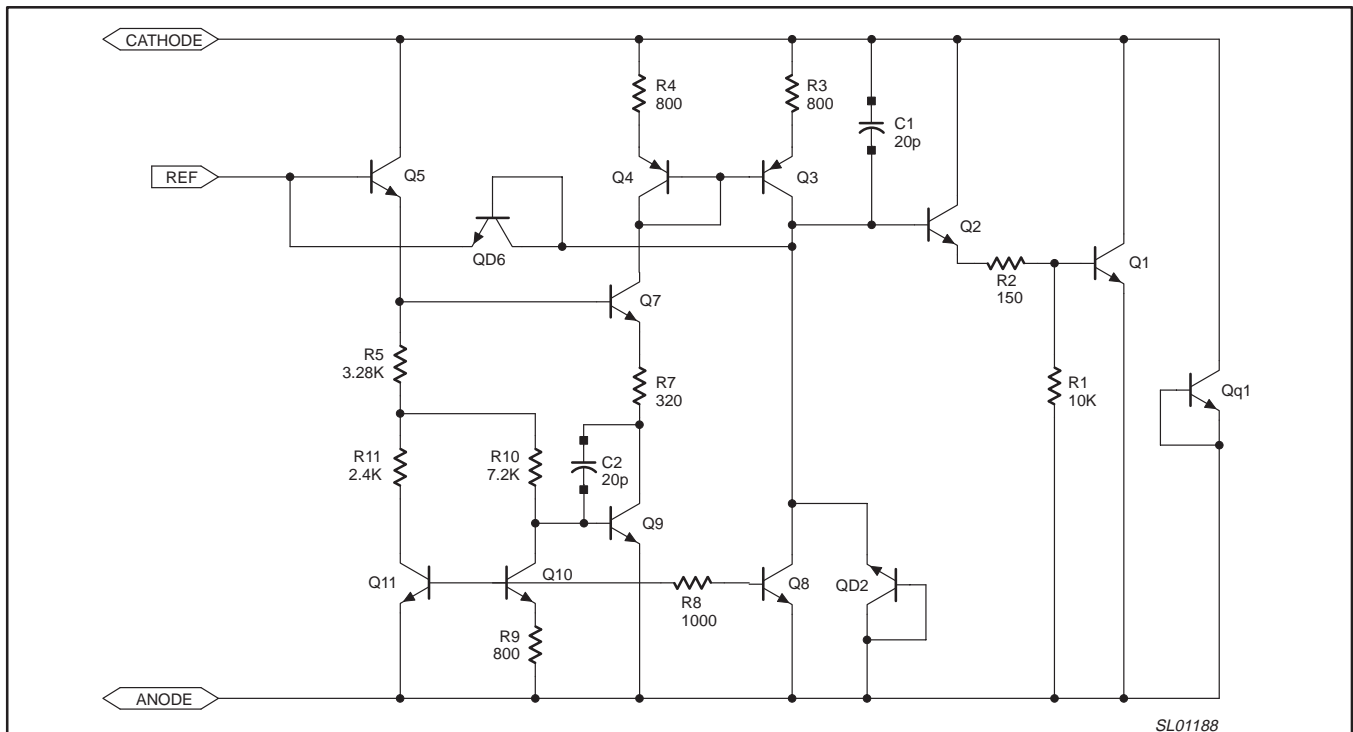 CATHODE
R4
800
R3
800
C1
20p
REF
Q5
Q4
Q3
Q2
QD6
Q1
R2
150
Q7
R5
3.28K
R7
320
R1
10K
Qq1
R11
2.4K
R10
7.2K
C2
20p
Q9
Q11
Q10
Q8
QD2
R8
1000
R9
800
ANODE
SL01188